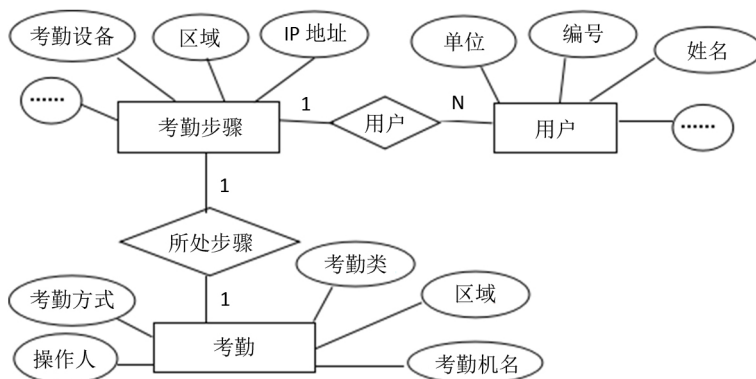 考勤设备
区域
IP 地址
单位
编号
姓名
……
考勤步骤
1
用户
N
用户
……
1
所处步骤
考勤类
考勤方式
1
区域
操作人
考勤
考勤机名